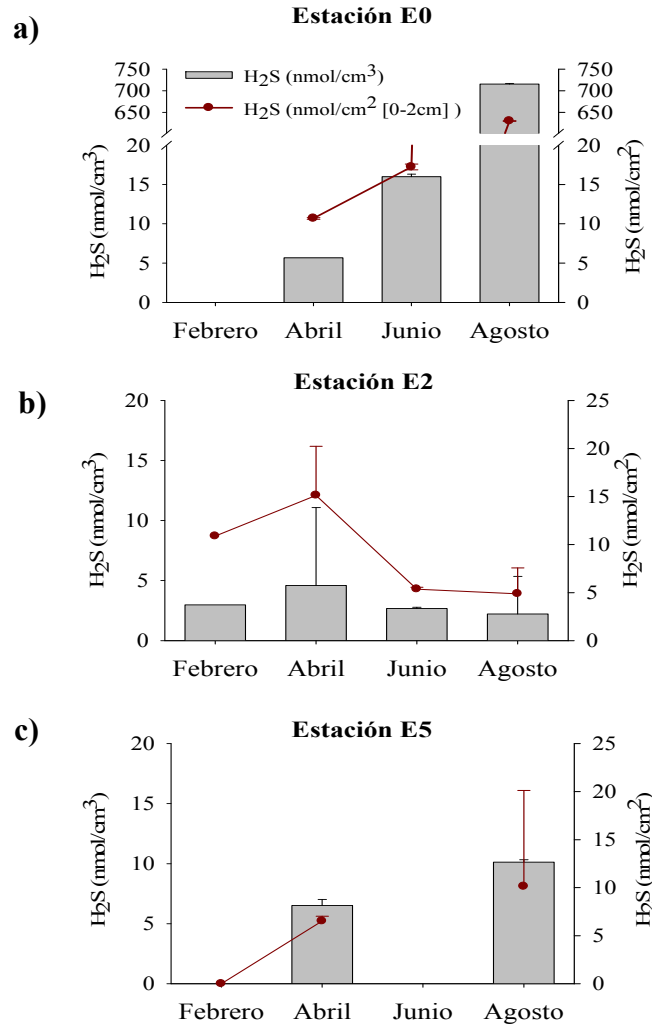 a)
Estación E0
H₂S (nmol/cm³)
H₂S (nmol/cm² [0-2cm] )
750
700
650
20
15
10
5
0
H₂S (nmol/cm³)
750
700
650
20
15
10
5
0
H₂S (nmol/cm²)
Febrero Abril Junio Agosto
b)
Estación E2
20
15
10
5
0
H₂S (nmol/cm³)
25
20
15
10
5
0
H₂S (nmol/cm²)
Febrero Abril Junio Agosto
c)
Estación E5
20
15
10
5
0
H₂S (nmol/cm³)
25
20
15
10
5
0
H₂S (nmol/cm²)
Febrero Abril Junio Agosto